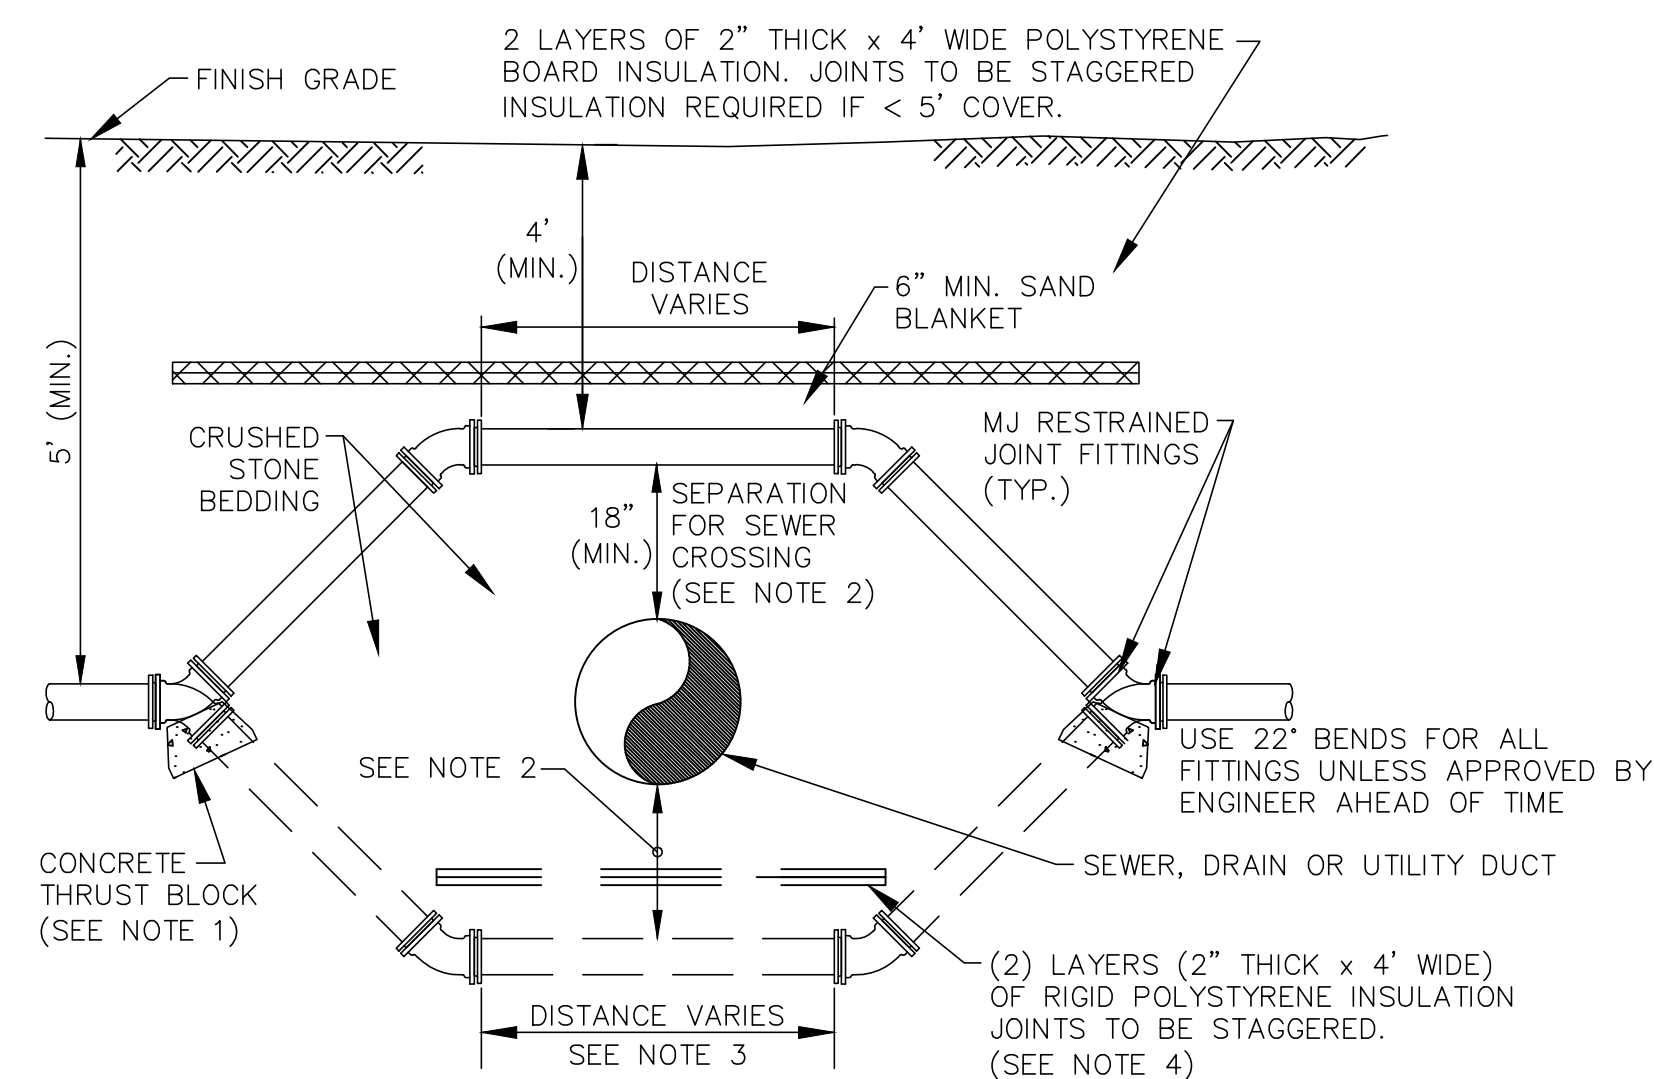 2 LAYERS OF 2" THICK x 4' WIDE POLYSTYRENE
BOARD INSULATION. JOINTS TO BE STAGGERED
INSULATION REQUIRED IF < 5' COVER.
FINISH GRADE
4'
(MIN.)
DISTANCE
VARIES
6" MIN. SAND
BLANKET
5' (MIN.)
CRUSHED
STONE
BEDDING
MJ RESTRAINED
JOINT FITTINGS
(TYP.)
18"
(MIN.)
SEPARATION
FOR SEWER
CROSSING
(SEE NOTE 2)
USE 22° BENDS FOR ALL
FITTINGS UNLESS APPROVED BY
ENGINEER AHEAD OF TIME
SEE NOTE 2
CONCRETE
THRUST BLOCK
(SEE NOTE 1)
SEWER, DRAIN OR UTILITY DUCT
(2) LAYERS (2" THICK x 4' WIDE)
OF RIGID POLYSTYRENE INSULATION
JOINTS TO BE STAGGERED.
(SEE NOTE 4)
DISTANCE VARIES
SEE NOTE 3